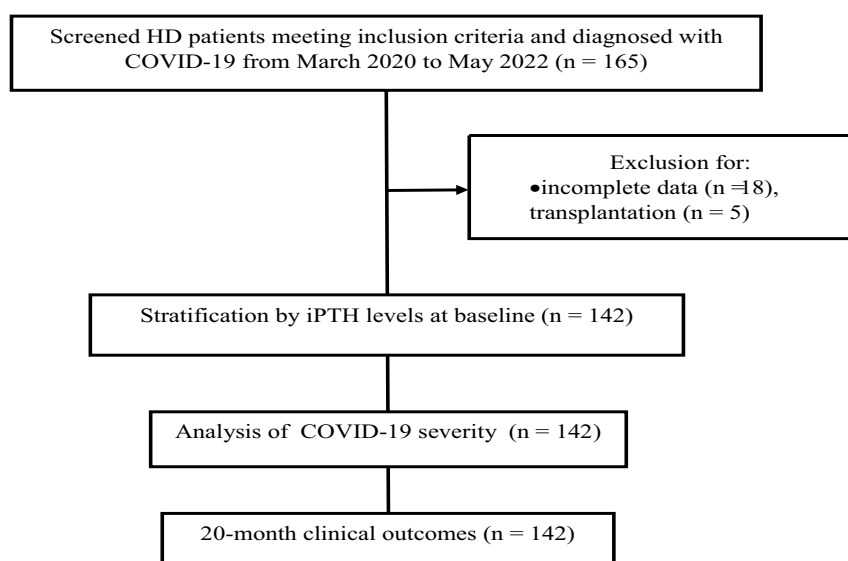 Screened HD patients meeting inclusion criteria and diagnosed with
COVID-19 from March 2020 to May 2022 (n = 165)
Exclusion for:
•incomplete data (n =18),
transplantation (n = 5)
Stratification by iPTH levels at baseline (n = 142)
Analysis of COVID-19 severity (n = 142)
20-month clinical outcomes (n = 142)